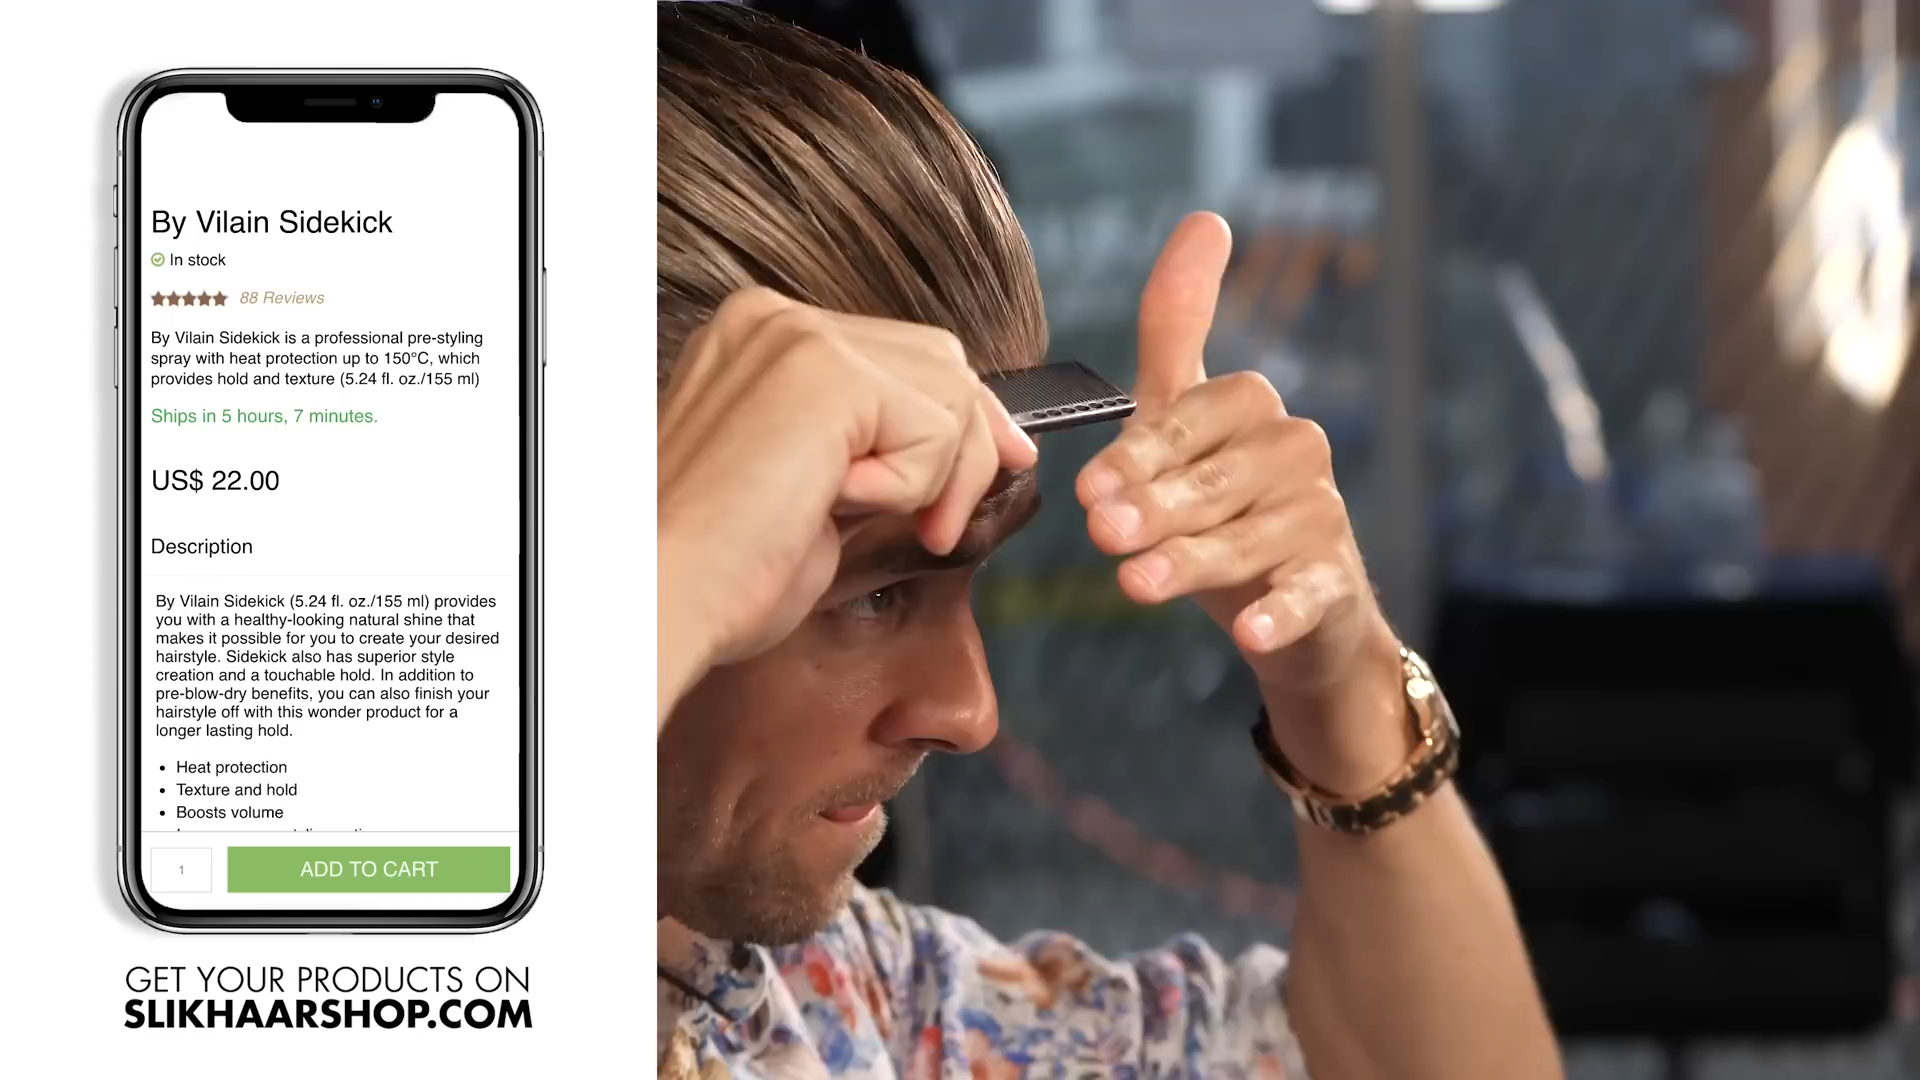 By Vilain Sidekick
In stock
88 Reviews
By Vilain Sidekick is a professional pre-styling
spray with heat protection up to 150°C, which
provides hold and texture (5.24 fl. oz./155 ml)
Ships in 5 hours, 7 minutes.
US$ 22.00
Description
By Vilain Sidekick (5.24 fl. oz./155 ml) provides
you with a healthy-looking natural shine that
makes it possible for you to create your desired
hairstyle. Sidekick also has superior style
creation and a touchable hold. In addition to
pre-blow-dry benefits, you can also finish your
hairstyle off with this wonder product for a
longer lasting hold.
• Heat protection
• Texture and hold
• Boosts volume
1
ADD TO CART
GET YOUR PRODUCTS ON
SLIKHAARSHOP.COM